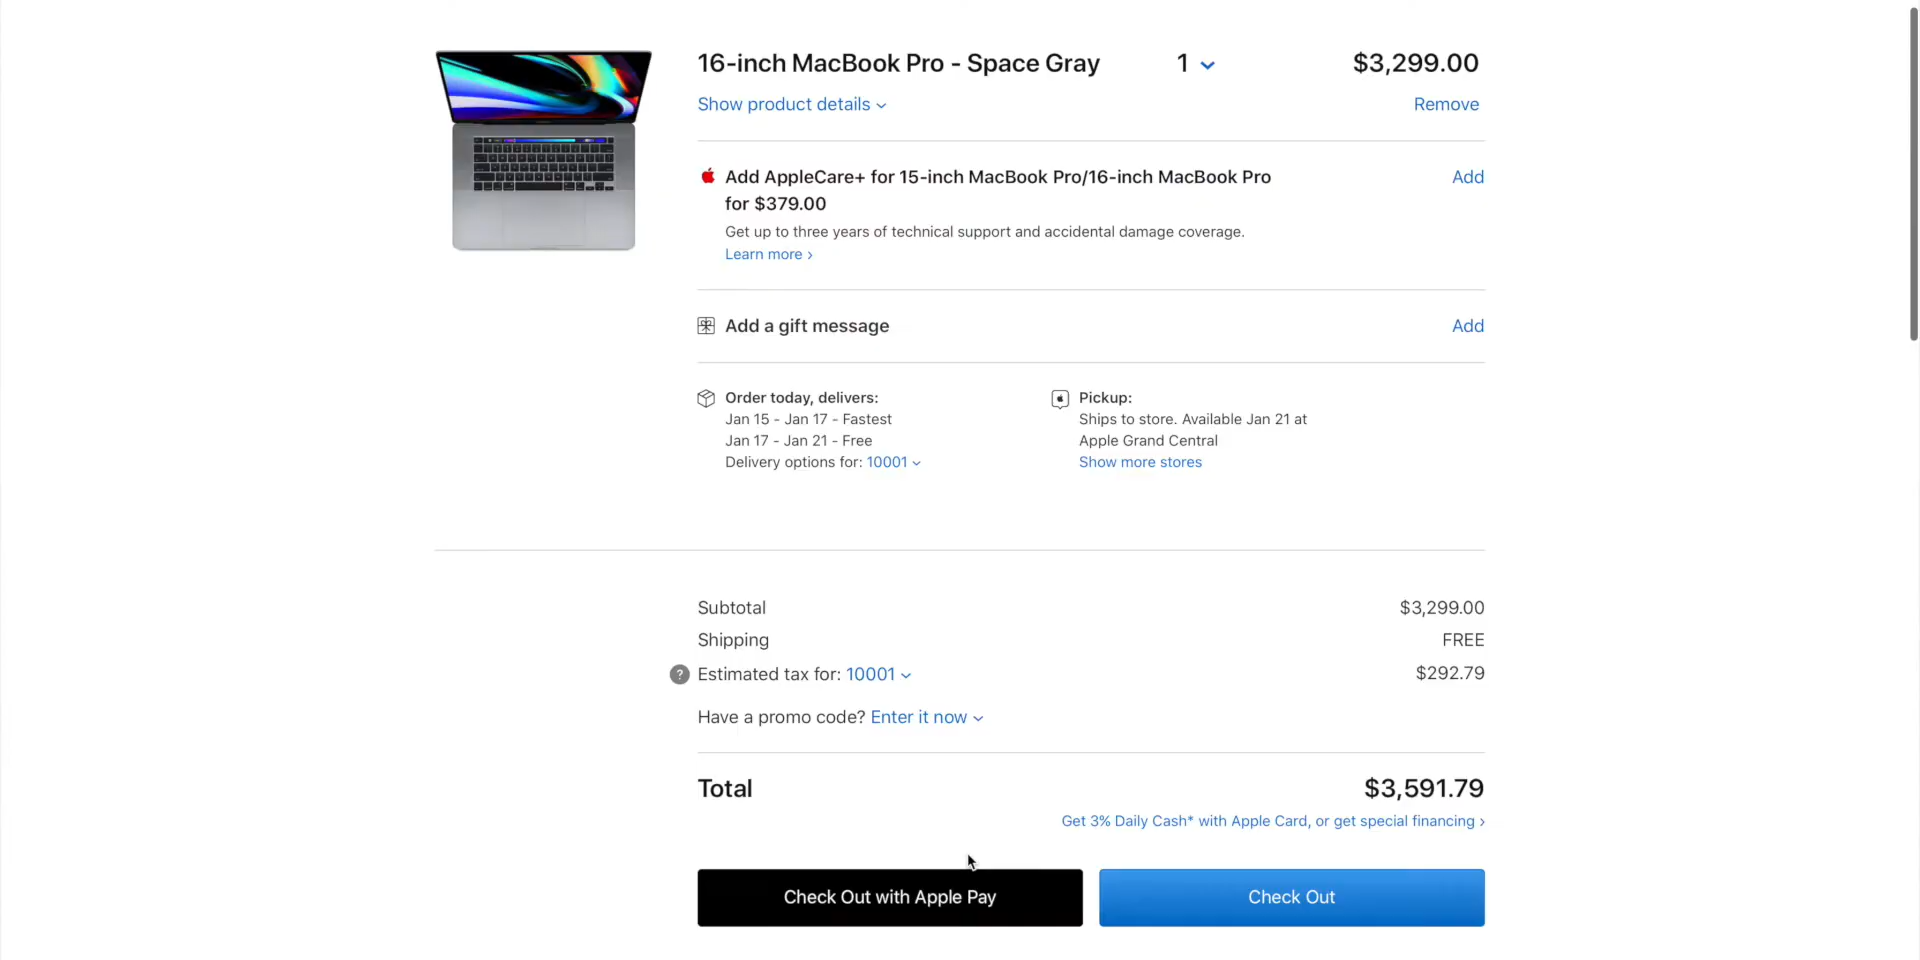 16-inch MacBook Pro - Space Gray 1 $3,299.00
Show product details Remove
Add AppleCare+ for 15-inch MacBook Pro/16-inch MacBook Pro Add
for $379.00
Get up to three years of technical support and accidental damage coverage.
Learn more >
Add a gift message Add
Order today, delivers:
Jan 15 - Jan 17 - Fastest
Jan 17 - Jan 21 - Free
Delivery options for: 10001
Pickup:
Ships to store. Available Jan 21 at
Apple Grand Central
Show more stores
Subtotal $3,299.00
Shipping FREE
? Estimated tax for: 10001 $292.79
Have a promo code? Enter it now
Total $3,591.79
Get 3% Daily Cash* with Apple Card, or get special financing >
Check Out with Apple Pay Check Out